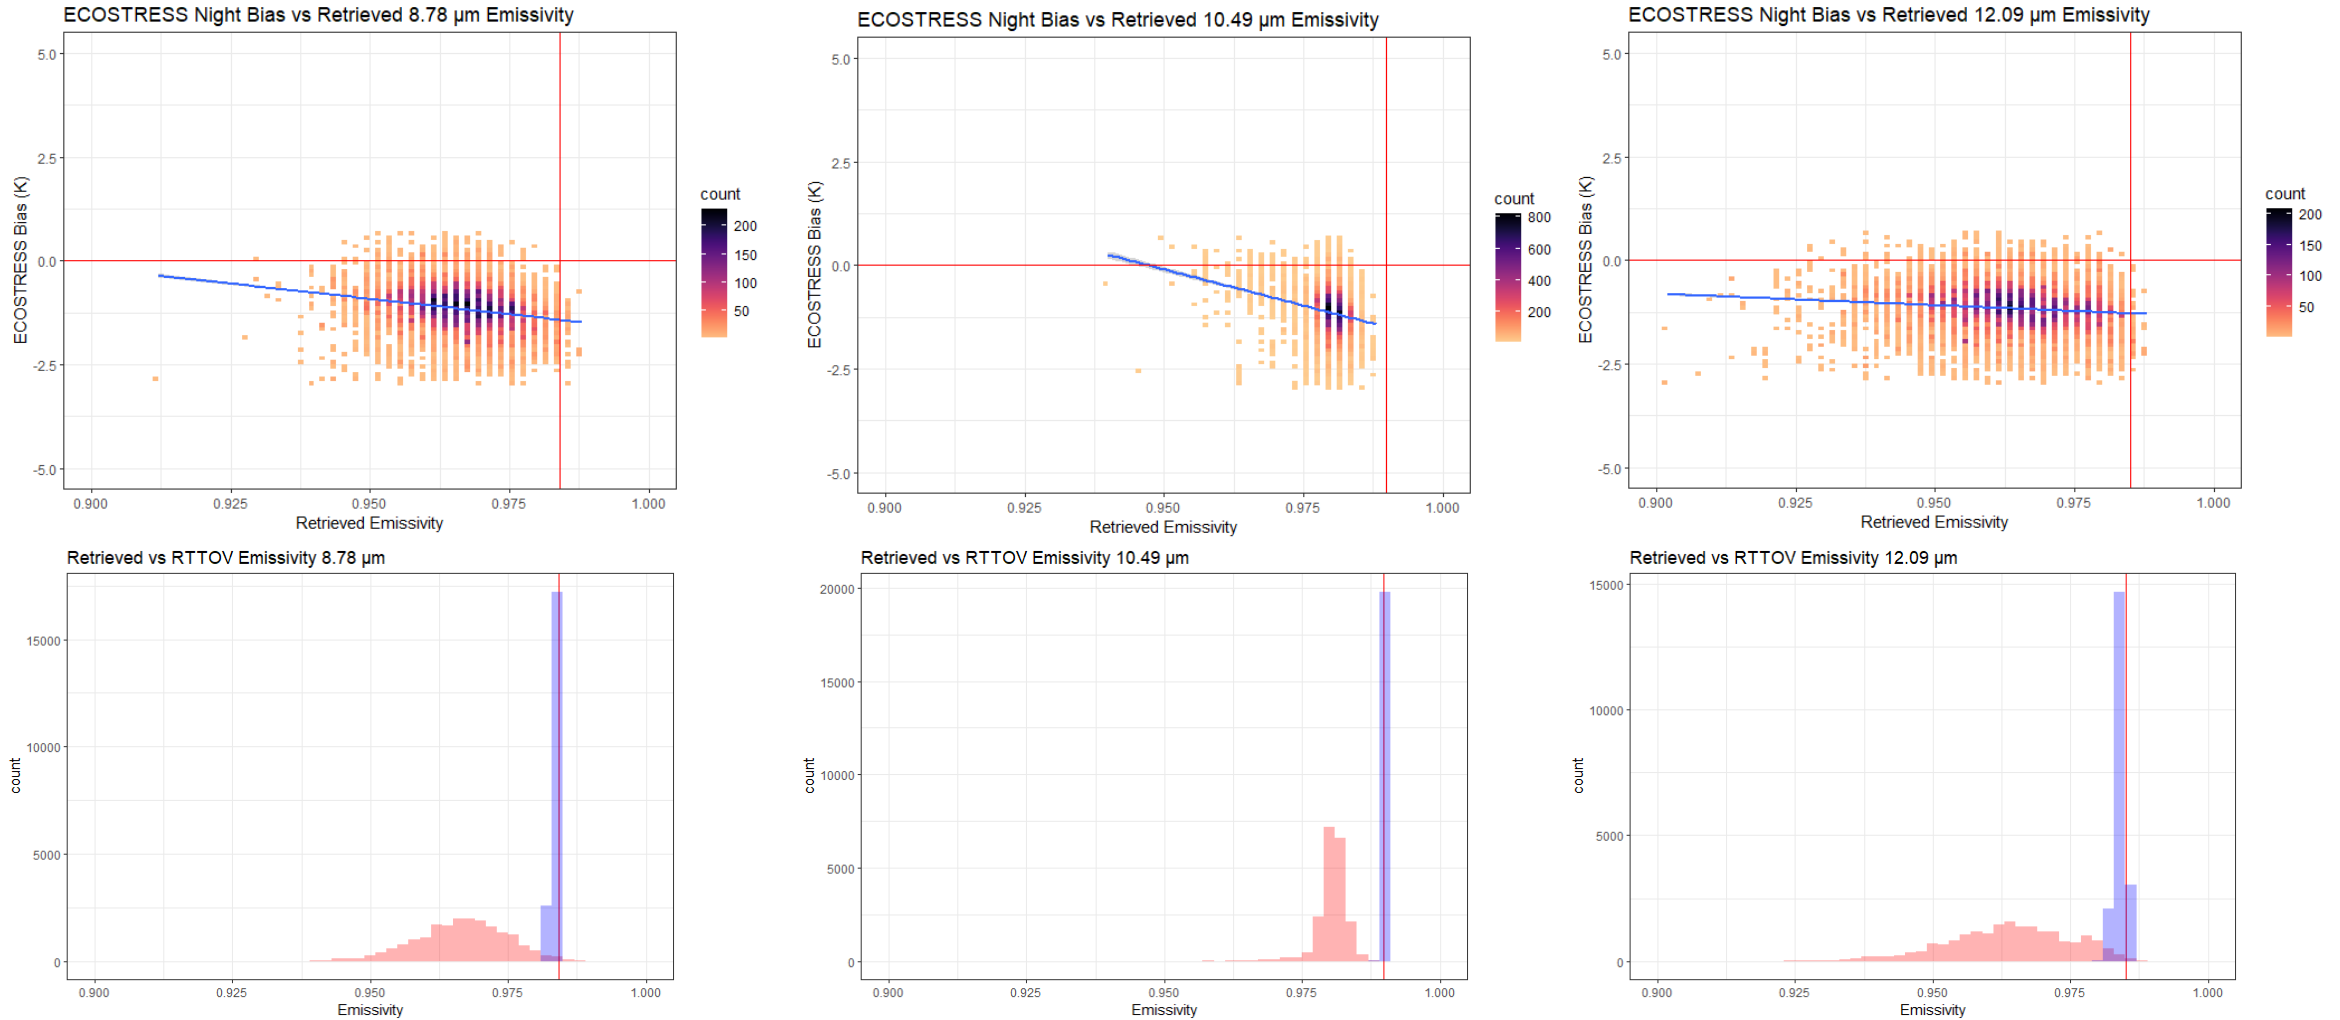 ECOSTRESS Night Bias vs Retrieved 8.78 µm Emissivity
5.0
2.5
0.0
-2.5
-5.0
ECOSTRESS Bias (K)
0.900 0.925 0.950 0.975 1.000
Retrieved Emissivity
count
200
150
100
50
ECOSTRESS Night Bias vs Retrieved 10.49 µm Emissivity
5.0
2.5
0.0
-2.5
-5.0
ECOSTRESS Bias (K)
0.900 0.925 0.950 0.975 1.000
Retrieved Emissivity
count
800
600
400
200
ECOSTRESS Night Bias vs Retrieved 12.09 µm Emissivity
5.0
2.5
0.0
-2.5
-5.0
ECOSTRESS Bias (K)
0.900 0.925 0.950 0.975 1.000
Retrieved Emissivity
count
200
150
100
50
Retrieved vs RTTOV Emissivity 8.78 µm
15000
10000
5000
0
count
0.900 0.925 0.950 0.975 1.000
Emissivity
Retrieved vs RTTOV Emissivity 10.49 µm
20000
15000
10000
5000
0
count
0.900 0.925 0.950 0.975 1.000
Emissivity
Retrieved vs RTTOV Emissivity 12.09 µm
15000
10000
5000
0
count
0.900 0.925 0.950 0.975 1.000
Emissivity